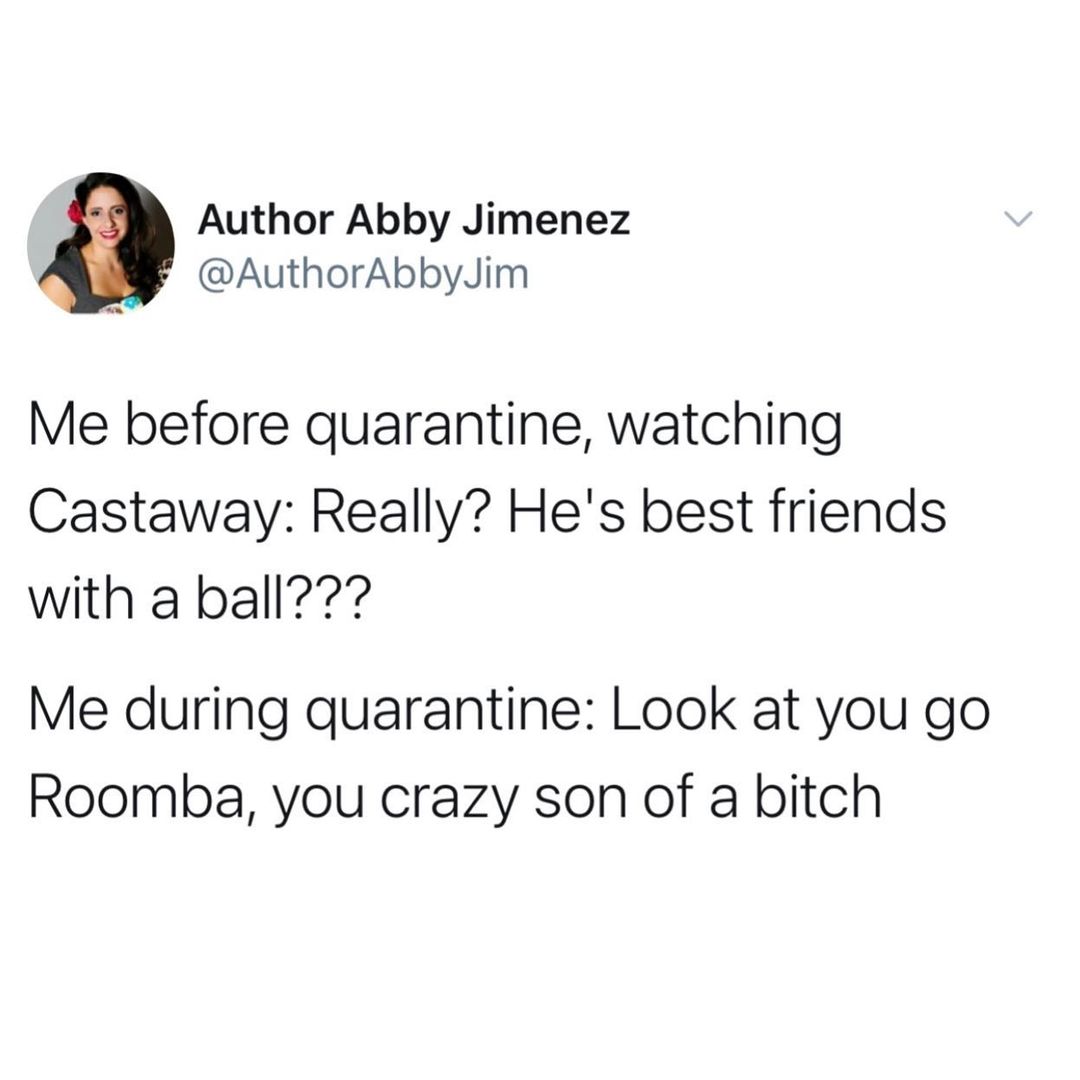 Author Abby Jimenez
@AuthorAbbyJim
Me before quarantine, watching
Castaway: Really? He's best friends
with a ball???
Me during quarantine: Look at you go
Roomba, you crazy son of a bitch